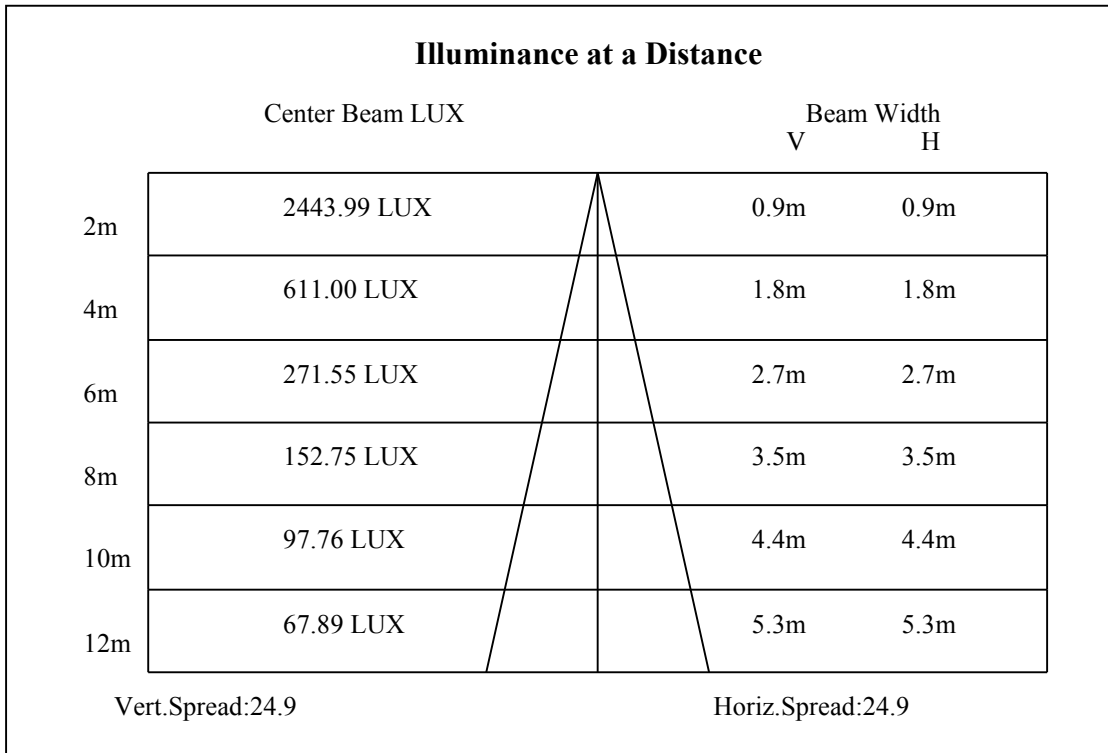 Illuminance at a Distance
Center Beam LUX Beam Width
V H
2m 2443.99 LUX 0.9m 0.9m
4m 611.00 LUX 1.8m 1.8m
6m 271.55 LUX 2.7m 2.7m
8m 152.75 LUX 3.5m 3.5m
10m 97.76 LUX 4.4m 4.4m
12m 67.89 LUX 5.3m 5.3m
Vert.Spread:24.9 Horiz.Spread:24.9